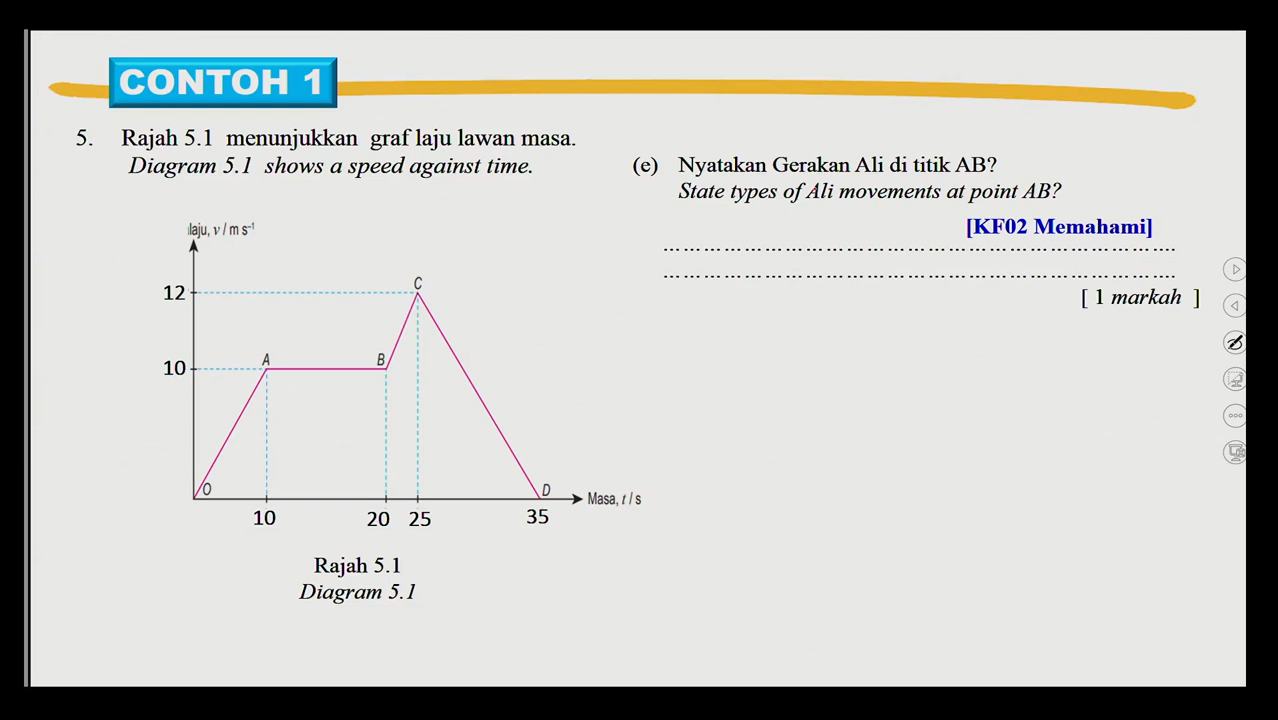 CONTOH 1
5. Rajah 5.1 menunjukkan graf laju lawan masa.
Diagram 5.1 shows a speed against time.
laju, v / m s⁻¹
12
10
O
A
B
C
D
10
20
25
35
Masa, t / s
Rajah 5.1
Diagram 5.1
(e) Nyatakan Gerakan Ali di titik AB?
State types of Ali movements at point AB?
[KF02 Memahami]
[ 1 markah ]